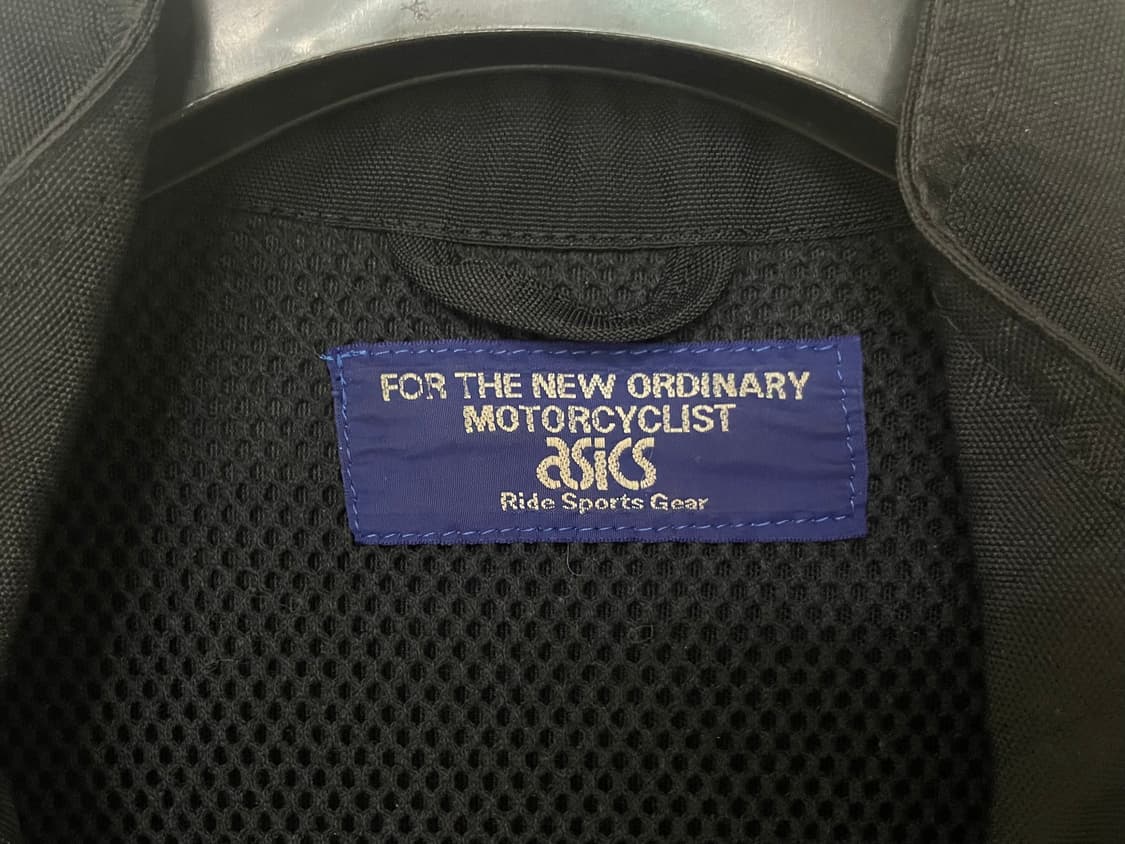 FOR THE NEW ORDINARY
MOTORCYCLIST
asics
Ride Sports Gear